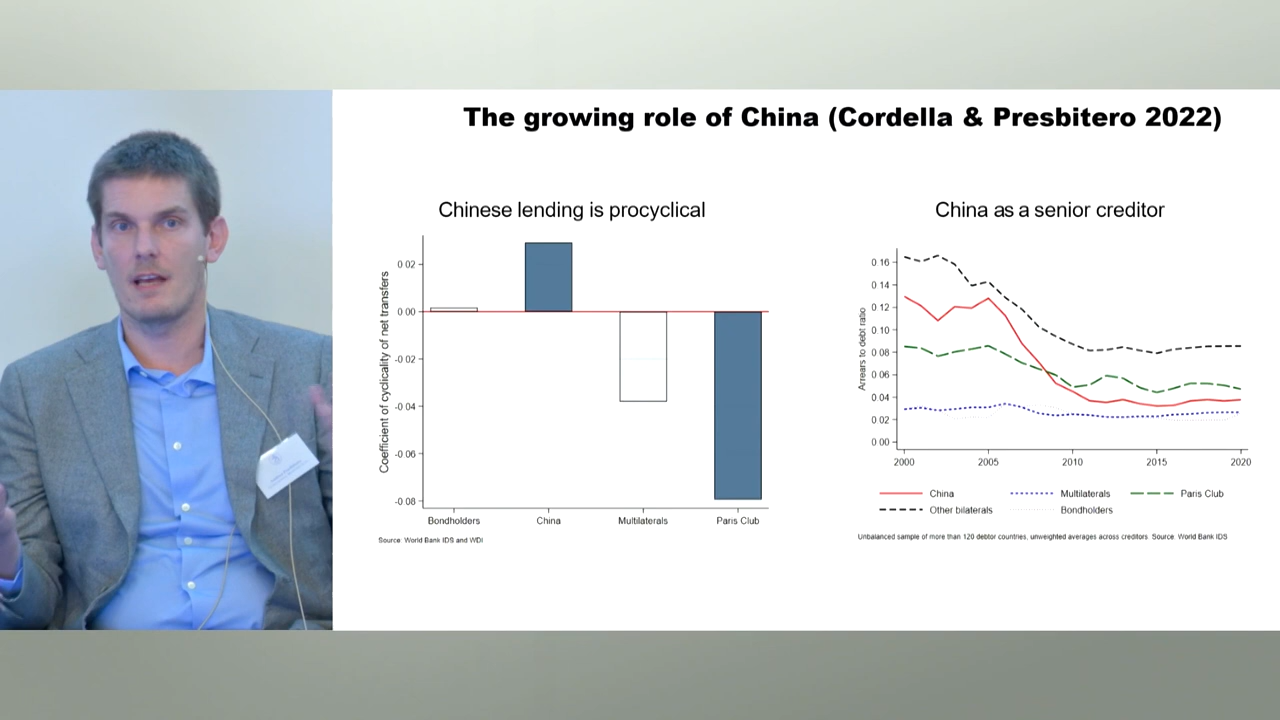 The growing role of China (Cordella & Presbitero 2022)
Chinese lending is procyclical
Coefficient of cyclicality of net transfers
0 02
0 00
-0 02
-0 04
-0 06
-0 08
Bondholders China Multilaterals Paris Club
Source: World Bank IDS and WDI
China as a senior creditor
Arrears to debt ratio
0 16
0 14
0 12
0 10
0 08
0 06
0 04
0 02
0 00
2000 2005 2010 2015 2020
China Multilaterals Paris Club
Other bilaterals Bondholders
Unbalanced sample of more than 120 debtor countries, unweighted averages across creditors Source: World Bank IDS